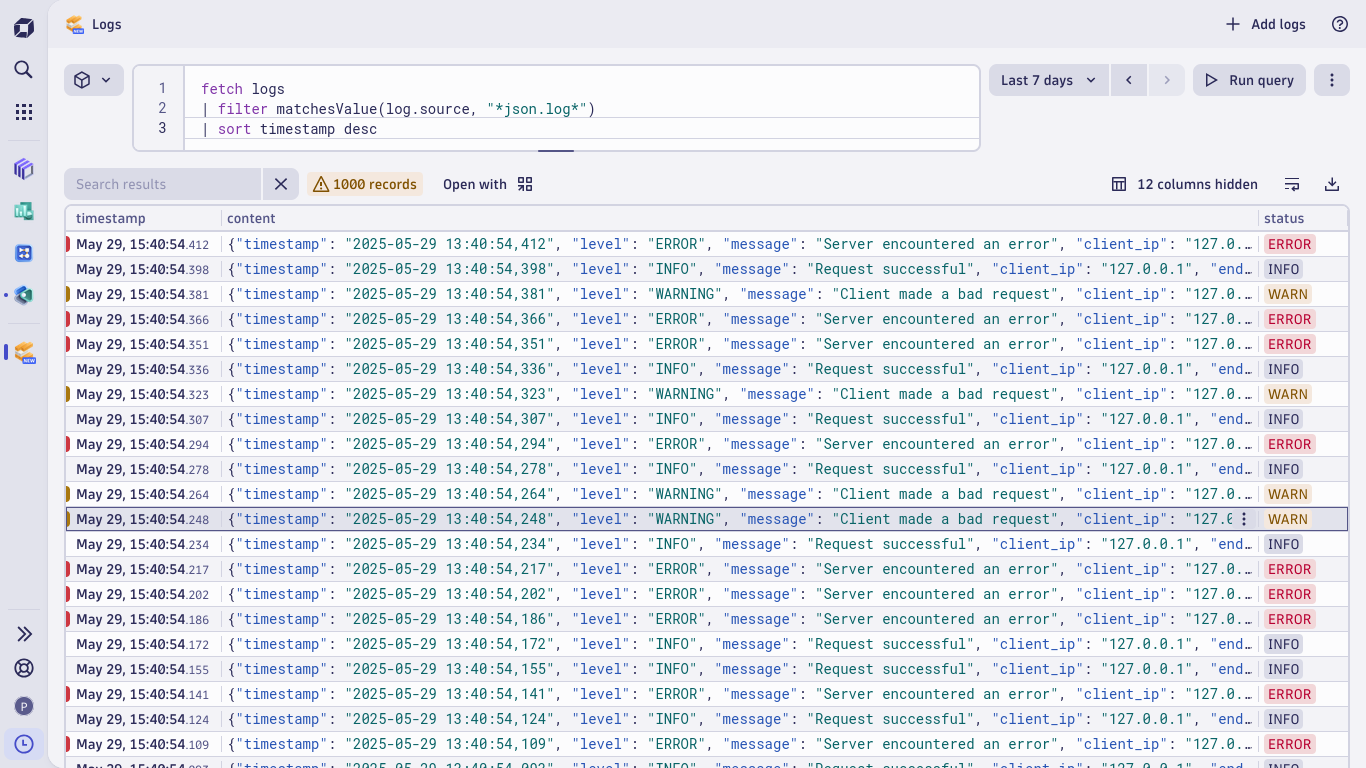 Logs
Add logs
1 fetch logs
2 | filter matchesValue(log.source, "*json.log*")
3 | sort timestamp desc
Last 7 days
Run query
Search results
1000 records
Open with
12 columns hidden
timestamp content status
May 29, 15:40:54.412 {"timestamp": "2025-05-29 13:40:54,412", "level": "ERROR", "message": "Server encountered an error", "client_ip": "127.0… ERROR
May 29, 15:40:54.398 {"timestamp": "2025-05-29 13:40:54,398", "level": "INFO", "message": "Request successful", "client_ip": "127.0.0.1", "end… INFO
May 29, 15:40:54.381 {"timestamp": "2025-05-29 13:40:54,381", "level": "WARNING", "message": "Client made a bad request", "client_ip": "127.0… WARN
May 29, 15:40:54.366 {"timestamp": "2025-05-29 13:40:54,366", "level": "ERROR", "message": "Server encountered an error", "client_ip": "127.0… ERROR
May 29, 15:40:54.351 {"timestamp": "2025-05-29 13:40:54,351", "level": "ERROR", "message": "Server encountered an error", "client_ip": "127.0… ERROR
May 29, 15:40:54.336 {"timestamp": "2025-05-29 13:40:54,336", "level": "INFO", "message": "Request successful", "client_ip": "127.0.0.1", "end… INFO
May 29, 15:40:54.323 {"timestamp": "2025-05-29 13:40:54,323", "level": "WARNING", "message": "Client made a bad request", "client_ip": "127.0… WARN
May 29, 15:40:54.307 {"timestamp": "2025-05-29 13:40:54,307", "level": "INFO", "message": "Request successful", "client_ip": "127.0.0.1", "end… INFO
May 29, 15:40:54.294 {"timestamp": "2025-05-29 13:40:54,294", "level": "ERROR", "message": "Server encountered an error", "client_ip": "127.0… ERROR
May 29, 15:40:54.278 {"timestamp": "2025-05-29 13:40:54,278", "level": "INFO", "message": "Request successful", "client_ip": "127.0.0.1", "end… INFO
May 29, 15:40:54.264 {"timestamp": "2025-05-29 13:40:54,264", "level": "WARNING", "message": "Client made a bad request", "client_ip": "127.0… WARN
May 29, 15:40:54.248 {"timestamp": "2025-05-29 13:40:54,248", "level": "WARNING", "message": "Client made a bad request", "client_ip": "127.0 WARN
May 29, 15:40:54.234 {"timestamp": "2025-05-29 13:40:54,234", "level": "INFO", "message": "Request successful", "client_ip": "127.0.0.1", "end… INFO
May 29, 15:40:54.217 {"timestamp": "2025-05-29 13:40:54,217", "level": "ERROR", "message": "Server encountered an error", "client_ip": "127.0… ERROR
May 29, 15:40:54.202 {"timestamp": "2025-05-29 13:40:54,202", "level": "ERROR", "message": "Server encountered an error", "client_ip": "127.0… ERROR
May 29, 15:40:54.186 {"timestamp": "2025-05-29 13:40:54,186", "level": "ERROR", "message": "Server encountered an error", "client_ip": "127.0… ERROR
May 29, 15:40:54.172 {"timestamp": "2025-05-29 13:40:54,172", "level": "INFO", "message": "Request successful", "client_ip": "127.0.0.1", "end… INFO
May 29, 15:40:54.155 {"timestamp": "2025-05-29 13:40:54,155", "level": "INFO", "message": "Request successful", "client_ip": "127.0.0.1", "end… INFO
May 29, 15:40:54.141 {"timestamp": "2025-05-29 13:40:54,141", "level": "ERROR", "message": "Server encountered an error", "client_ip": "127.0… ERROR
May 29, 15:40:54.124 {"timestamp": "2025-05-29 13:40:54,124", "level": "INFO", "message": "Request successful", "client_ip": "127.0.0.1", "end… INFO
May 29, 15:40:54.109 {"timestamp": "2025-05-29 13:40:54,109", "level": "ERROR", "message": "Server encountered an error", "client_ip": "127.0… ERROR
P